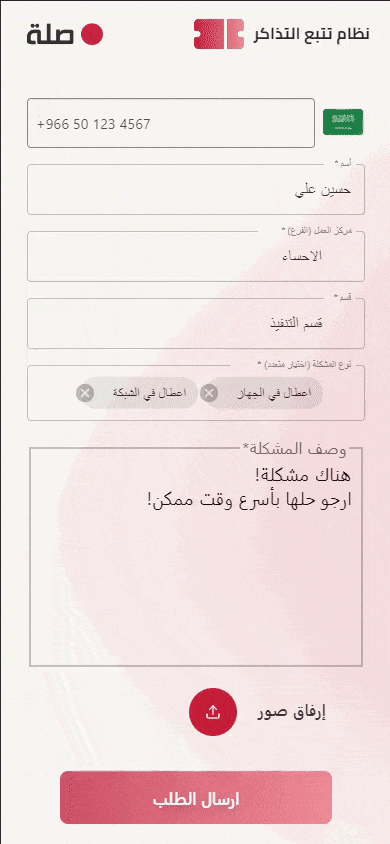 نظام تتبع التذاكر
صلة
+966 50 123 4567
أسم *
حسين علي
مركز العمل (الفرع) *
الاحساء
قسم *
قسم التنفيذ
نوع المشكلة (اختيار متعدد) *
اعطال في الجهاز
اعطال في الشبكة
وصف المشكلة*
هناك مشكلة!
ارجو حلها بأسرع وقت ممكن!
إرفاق صور
ارسال الطلب